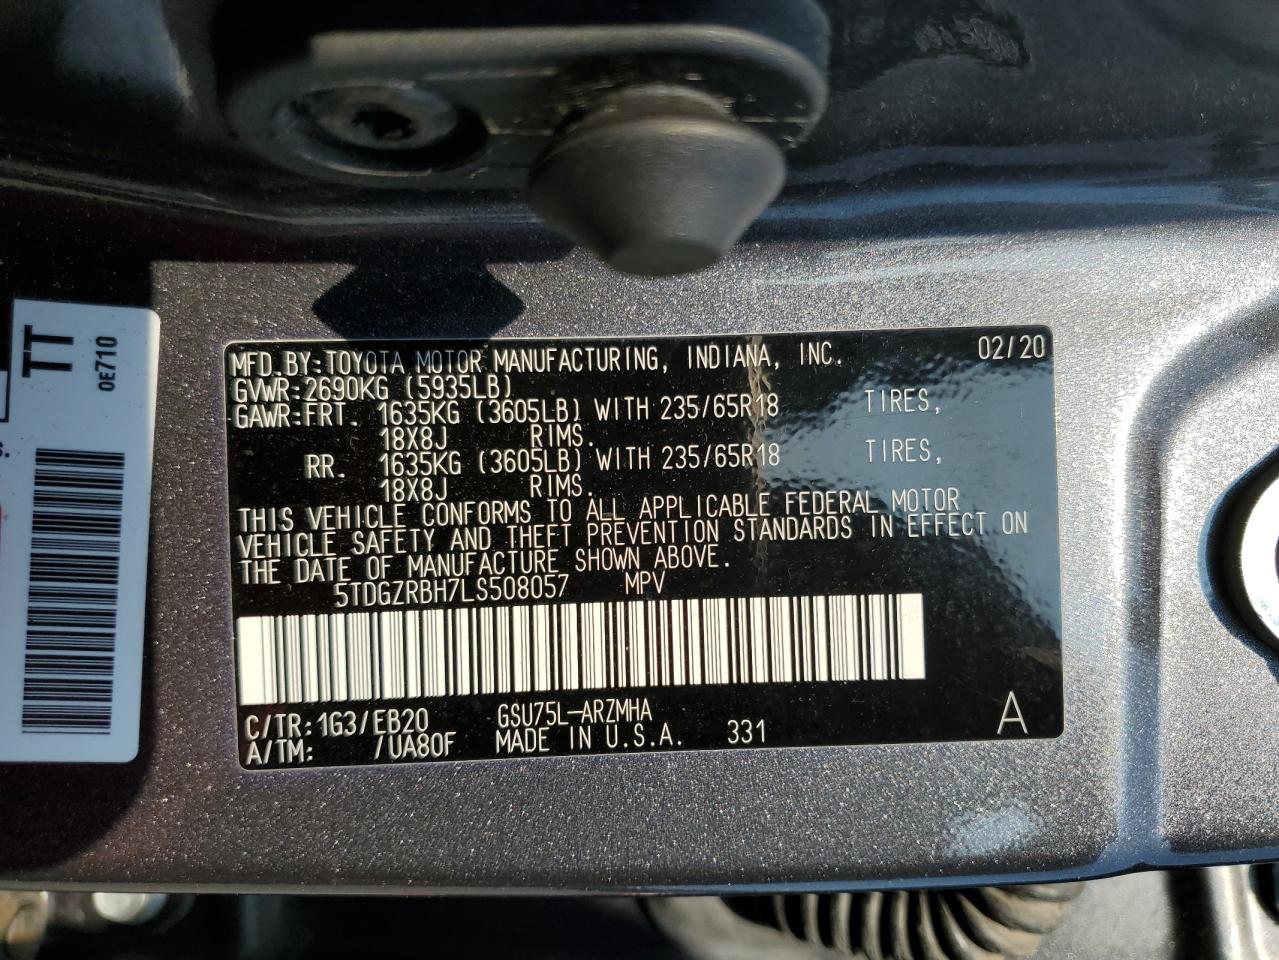 MFD.BY:TOYOTA MOTOR MANUFACTURING, INDIANA, INC. 02/20
GVWR:2690KG (5935LB)
GAWR:FRT. 1635KG (3605LB) WITH 235/65R18 TIRES,
18X8J RIMS.
RR. 1635KG (3605LB) WITH 235/65R18 TIRES,
18X8J RIMS.
THIS VEHICLE CONFORMS TO ALL APPLICABLE FEDERAL MOTOR
VEHICLE SAFETY AND THEFT PREVENTION STANDARDS IN EFFECT ON
THE DATE OF MANUFACTURE SHOWN ABOVE.
5TDGZRBH7LS508057 MPV
C/TR:1G3/EB20 GSU75L-ARZMHA
A/TM: /UA80F MADE IN U.S.A. 331 A
TT
0E710